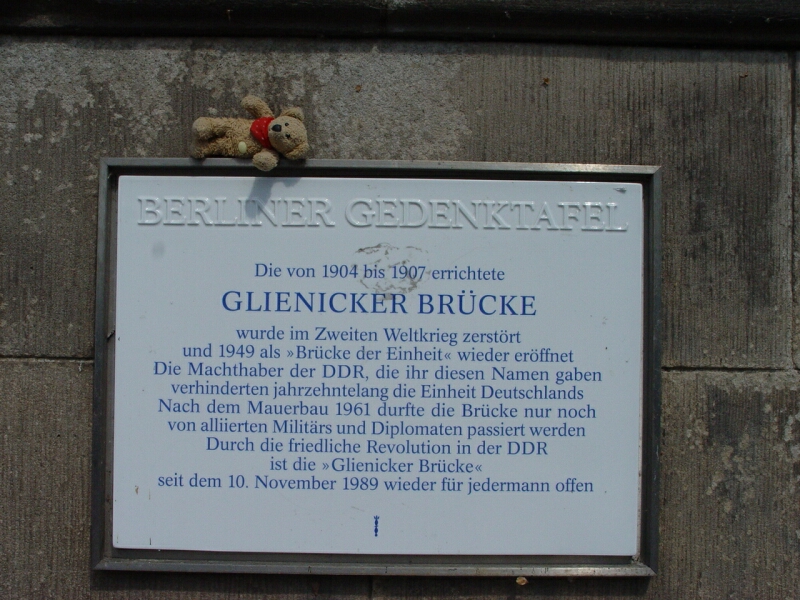 BERLINER GEDENKTAFEL
Die von 1904 bis 1907 errichtete
GLIENICKER BRÜCKE
wurde im Zweiten Weltkrieg zerstört
und 1949 als »Brücke der Einheit« wieder eröffnet
Die Machthaber der DDR, die ihr diesen Namen gaben
verhinderten jahrzehntelang die Einheit Deutschlands
Nach dem Mauerbau 1961 durfte die Brücke nur noch
von alliierten Militärs und Diplomaten passiert werden
Durch die friedliche Revolution in der DDR
ist die »Glienicker Brücke«
seit dem 10. November 1989 wieder für jedermann offen